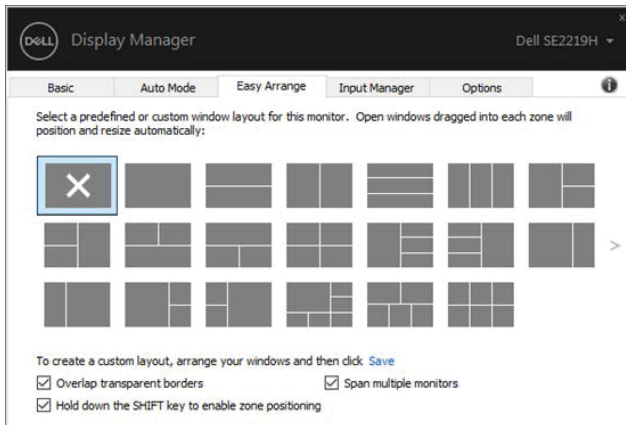 x
DELL Display Manager Dell SE2219H
Basic Auto Mode Easy Arrange Input Manager Options
Select a predefined or custom window layout for this monitor. Open windows dragged into each zone will
position and resize automatically:
>
To create a custom layout, arrange your windows and then click Save
Overlap transparent borders Span multiple monitors
Hold down the SHIFT key to enable zone positioning